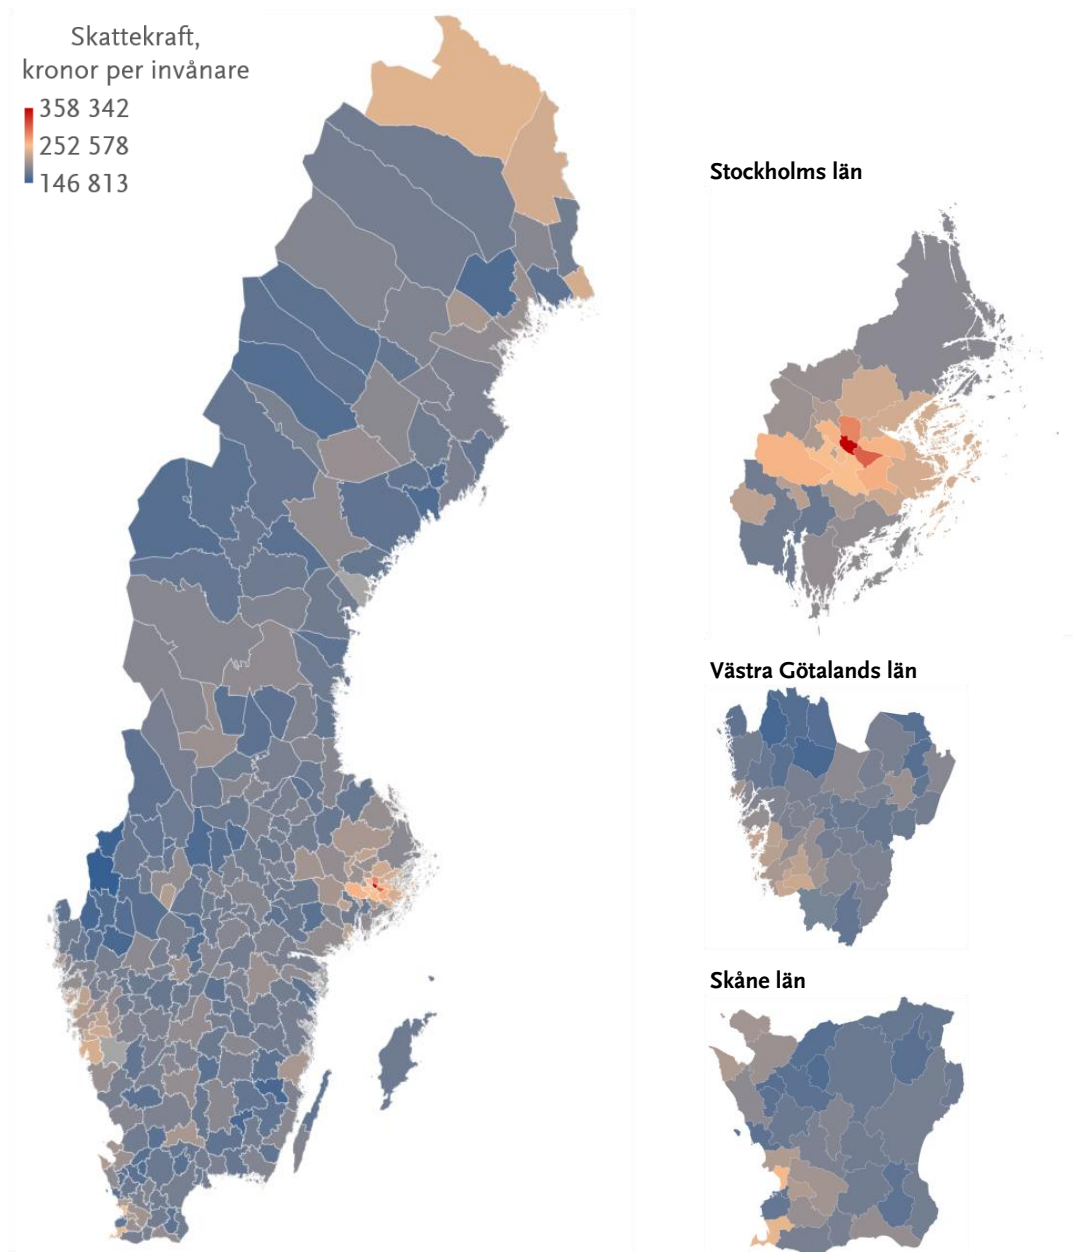 Skattekraft,
kronor per invånare
358 342
252 578
146 813
Stockholms län
Västra Götalands län
Skåne län